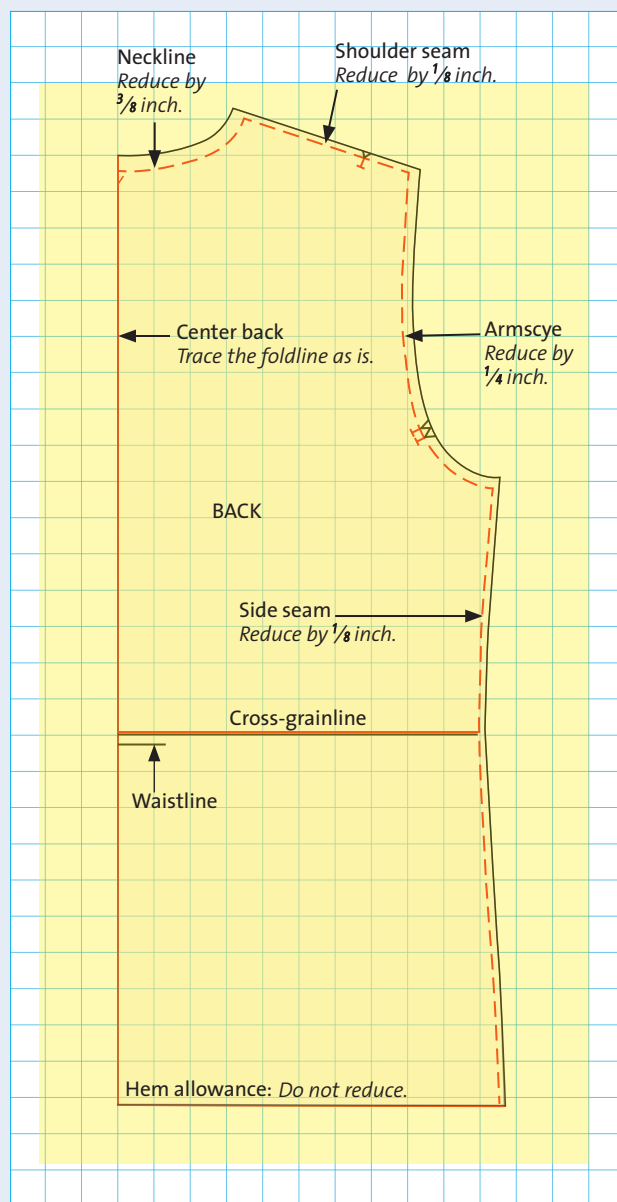 Neckline
Reduce by
⅜ inch.
Shoulder seam
Reduce by ⅛ inch.
Center back
Trace the foldline as is.
Armscye
Reduce by
¼ inch.
BACK
Side seam
Reduce by ⅛ inch.
Cross-grainline
Waistline
Hem allowance: Do not reduce.